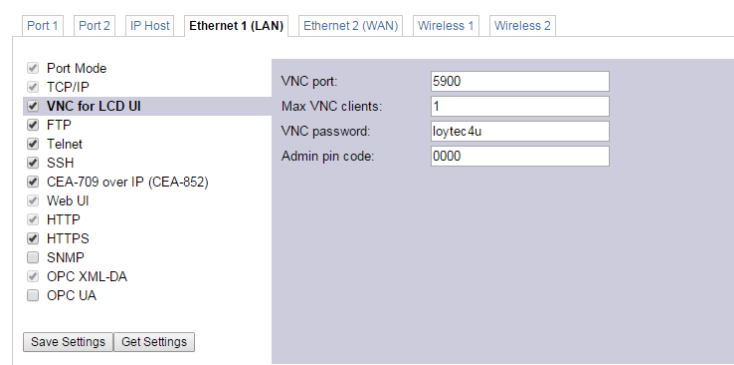 Port 1 Port 2 IP Host Ethernet 1 (LAN) Ethernet 2 (WAN) Wireless 1 Wireless 2
Port Mode
TCP/IP
VNC for LCD UI
FTP
Telnet
SSH
CEA-709 over IP (CEA-852)
Web UI
HTTP
HTTPS
SNMP
OPC XML-DA
OPC UA
Save Settings Get Settings
VNC port: 5900
Max VNC clients: 1
VNC password: loytec4u
Admin pin code: 0000